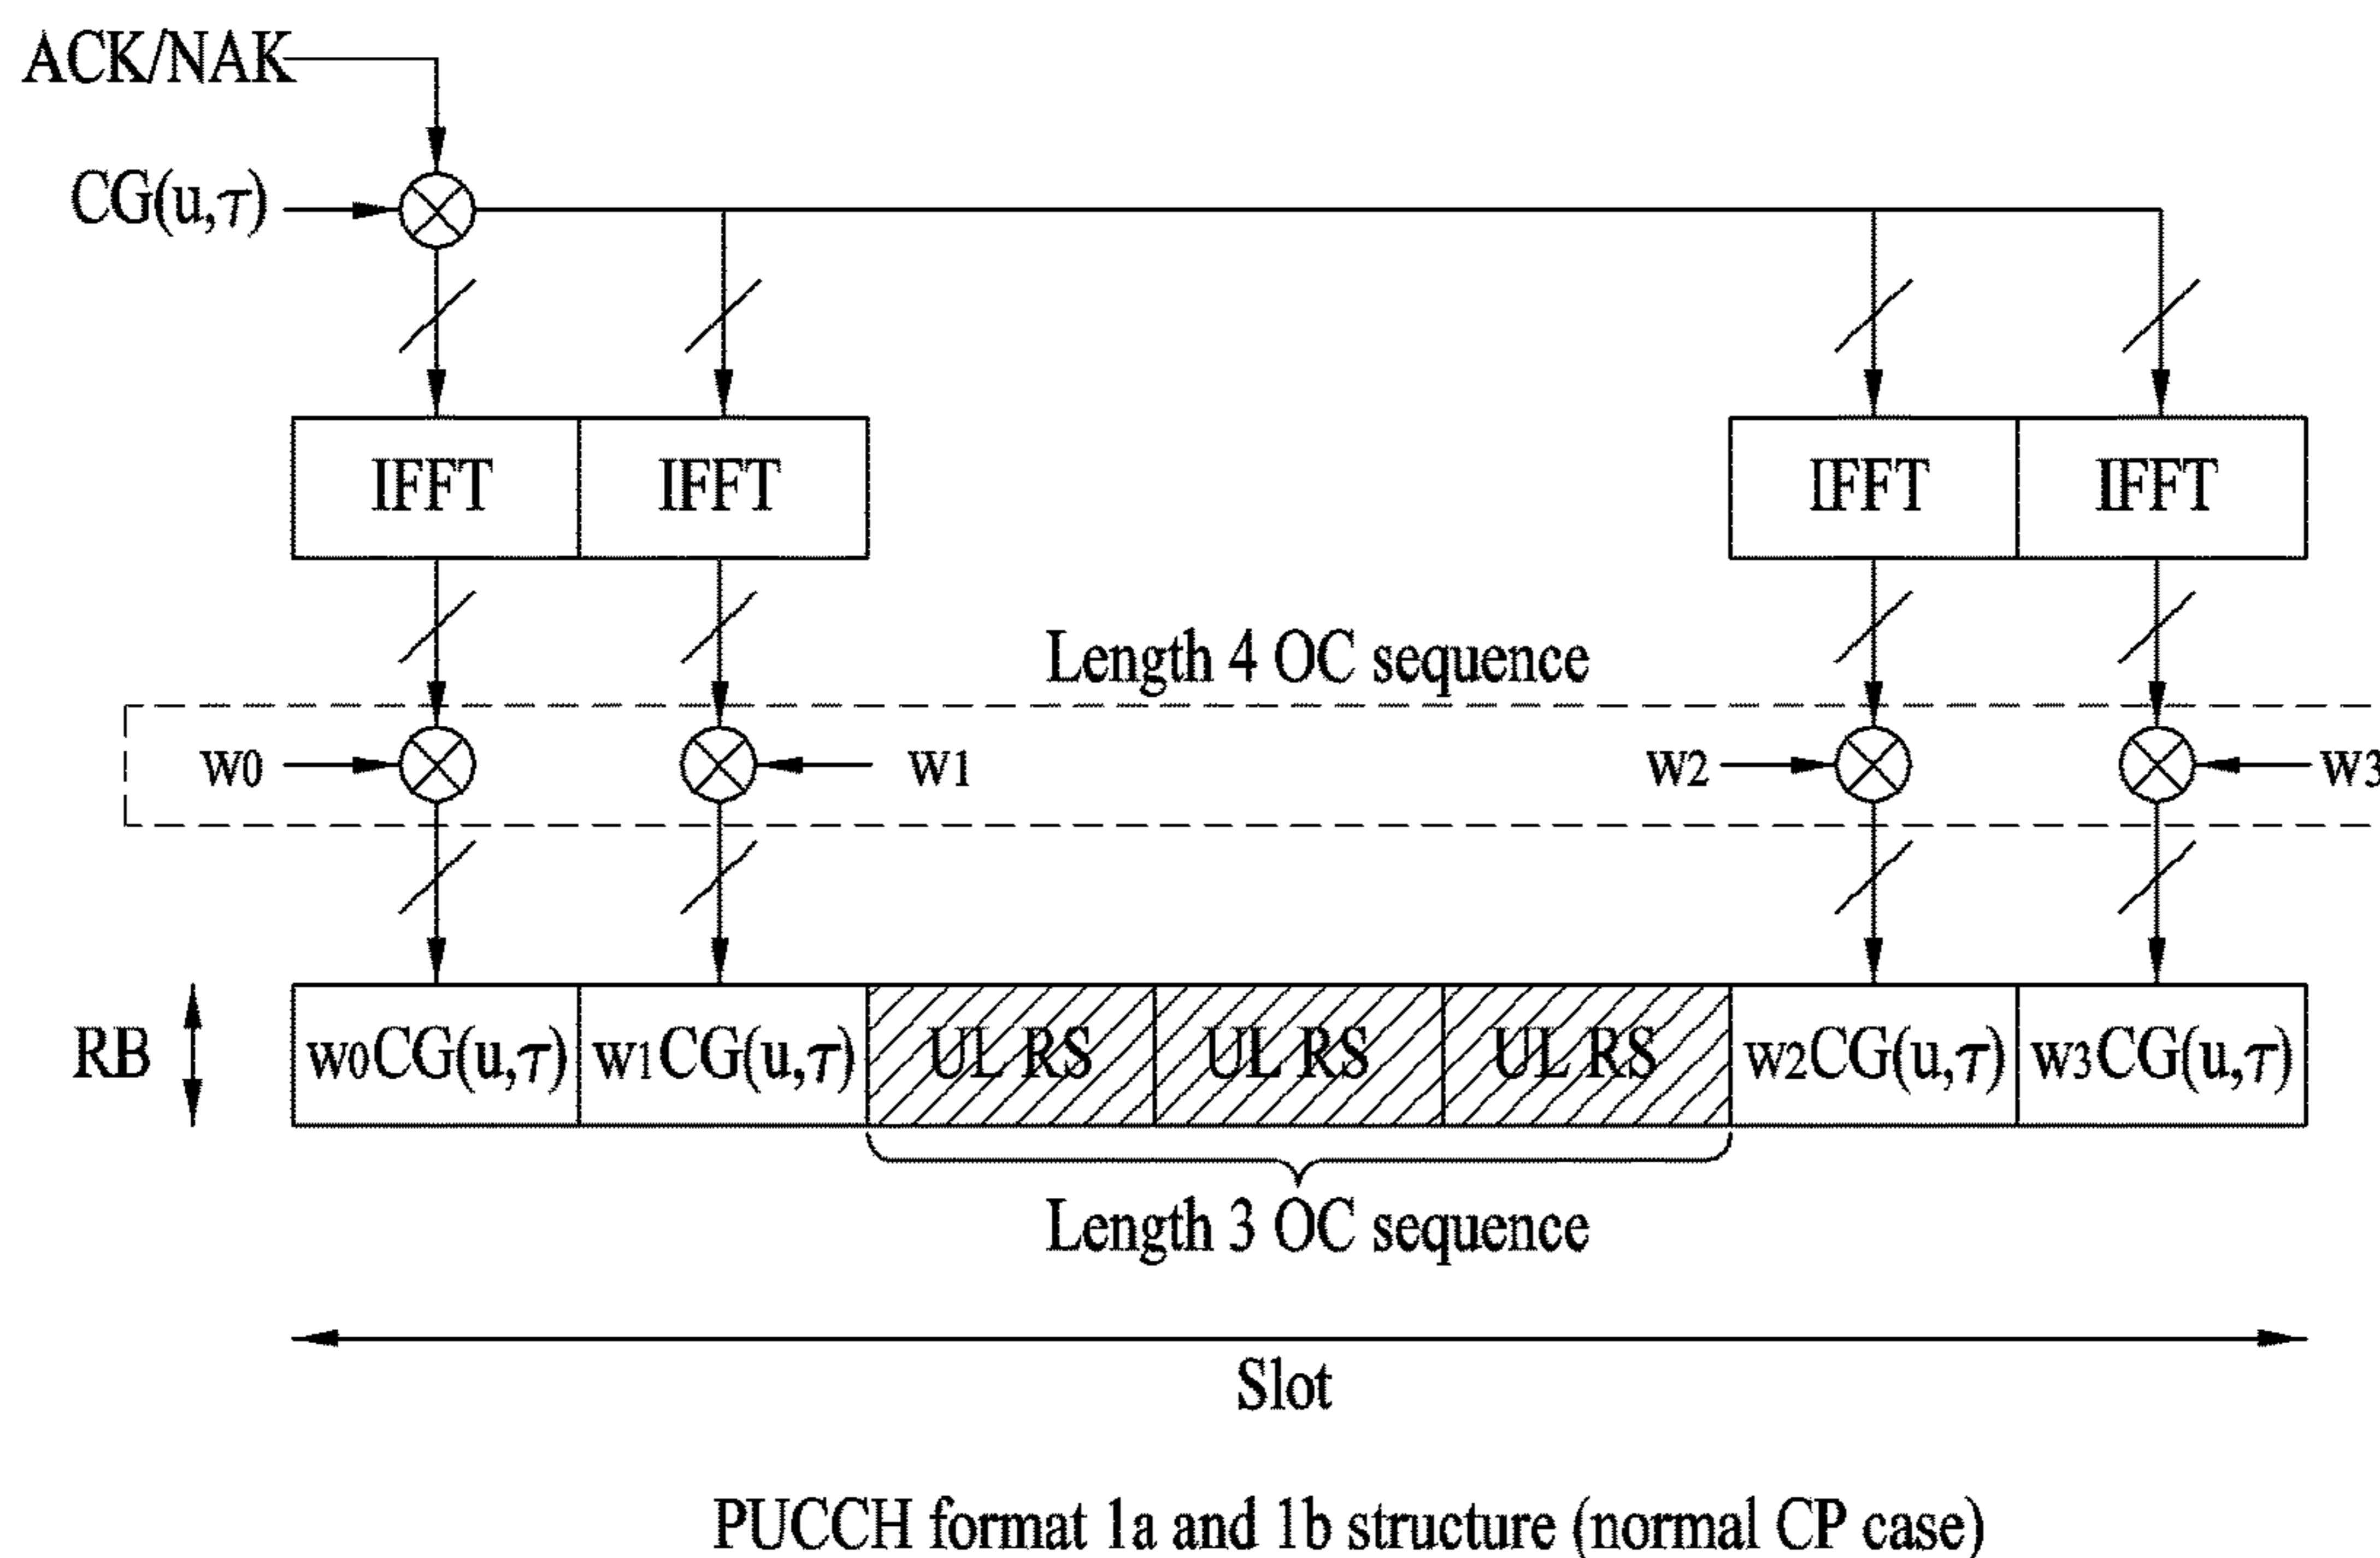 ACK/NAK
CG(u,τ)
IFFT IFFT IFFT IFFT
Length 4 OC sequence
w0 w1 w2 w3
RB w0CG(u,τ) w1CG(u,τ) UL RS UL RS UL RS w2CG(u,τ) w3CG(u,τ)
Length 3 OC sequence
Slot
PUCCH format 1a and 1b structure (normal CP case)